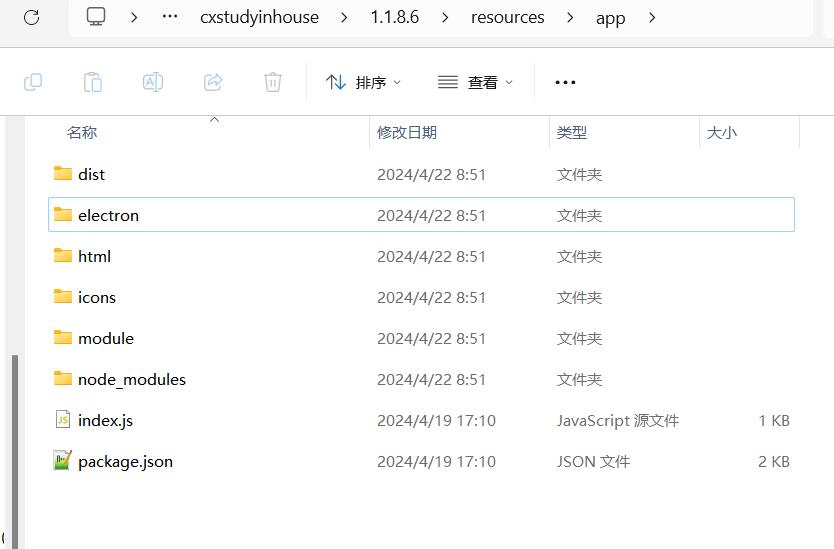 … cxstudyinhouse 1.1.8.6 resources app
排序 查看
名称 修改日期 类型 大小
dist 2024/4/22 8:51 文件夹
electron 2024/4/22 8:51 文件夹
html 2024/4/22 8:51 文件夹
icons 2024/4/22 8:51 文件夹
module 2024/4/22 8:51 文件夹
node_modules 2024/4/22 8:51 文件夹
index.js 2024/4/19 17:10 JavaScript 源文件 1 KB
package.json 2024/4/19 17:10 JSON 文件 2 KB